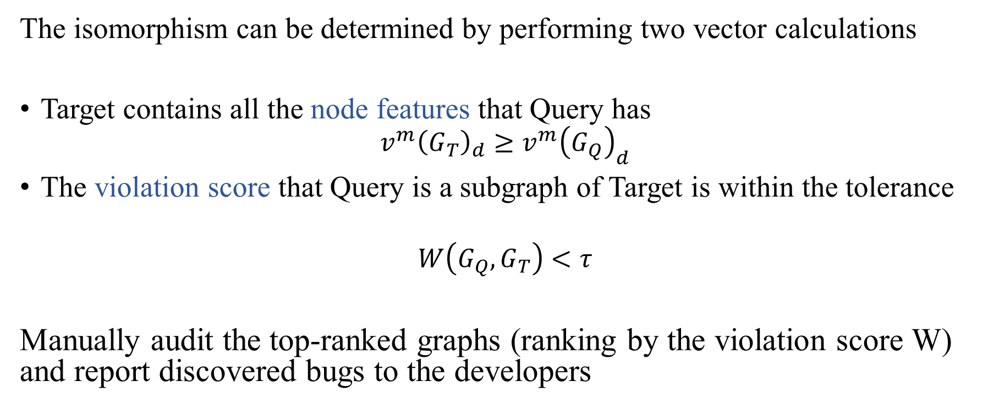 The isomorphism can be determined by performing two vector calculations
• Target contains all the node features that Query has
𝑣ᵐ(𝐺_𝑇)_𝑑 ≥ 𝑣ᵐ(𝐺_𝑄)_𝑑
• The violation score that Query is a subgraph of Target is within the tolerance
𝑊(𝐺_𝑄, 𝐺_𝑇) < 𝜏
Manually audit the top-ranked graphs (ranking by the violation score W)
and report discovered bugs to the developers